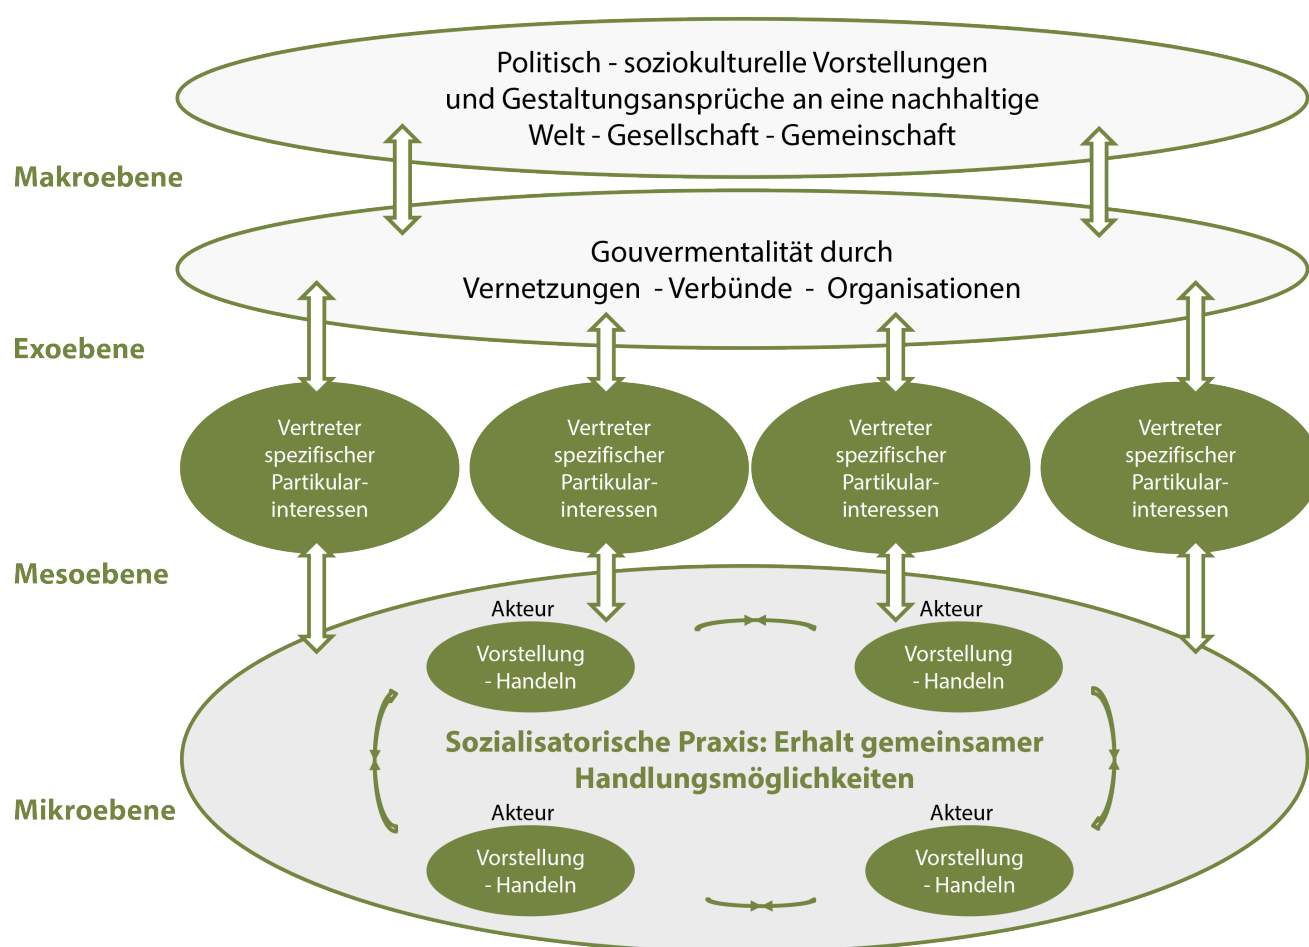 Politisch - soziokulturelle Vorstellungen
und Gestaltungsansprüche an eine nachhaltige
Welt - Gesellschaft - Gemeinschaft
Makroebene
Gouvermentalität durch
Vernetzungen - Verbünde - Organisationen
Exoebene
Vertreter
spezifischer
Partikular-
interessen
Vertreter
spezifischer
Partikular-
interessen
Vertreter
spezifischer
Partikular-
interessen
Vertreter
spezifischer
Partikular-
interessen
Mesoebene
Akteur
Vorstellung
- Handeln
Akteur
Vorstellung
- Handeln
Sozialisatorische Praxis: Erhalt gemeinsamer
Handlungsmöglichkeiten
Mikroebene
Akteur
Vorstellung
- Handeln
Akteur
Vorstellung
- Handeln